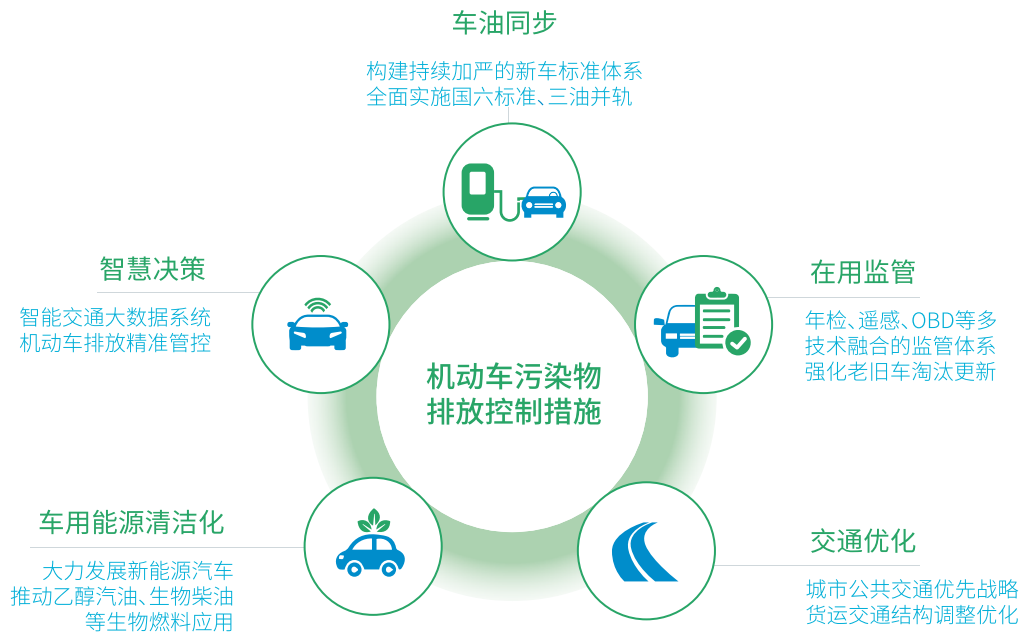 车油同步
构建持续加严的新车标准体系
全面实施国六标准、三油并轨
智慧决策
智能交通大数据系统
机动车排放精准管控
在用监管
年检、遥感、OBD等多
技术融合的监管体系
强化老旧车淘汰更新
机动车污染物
排放控制措施
车用能源清洁化
大力发展新能源汽车
推动乙醇汽油、生物柴油
等生物燃料应用
交通优化
城市公共交通优先战略
货运交通结构调整优化